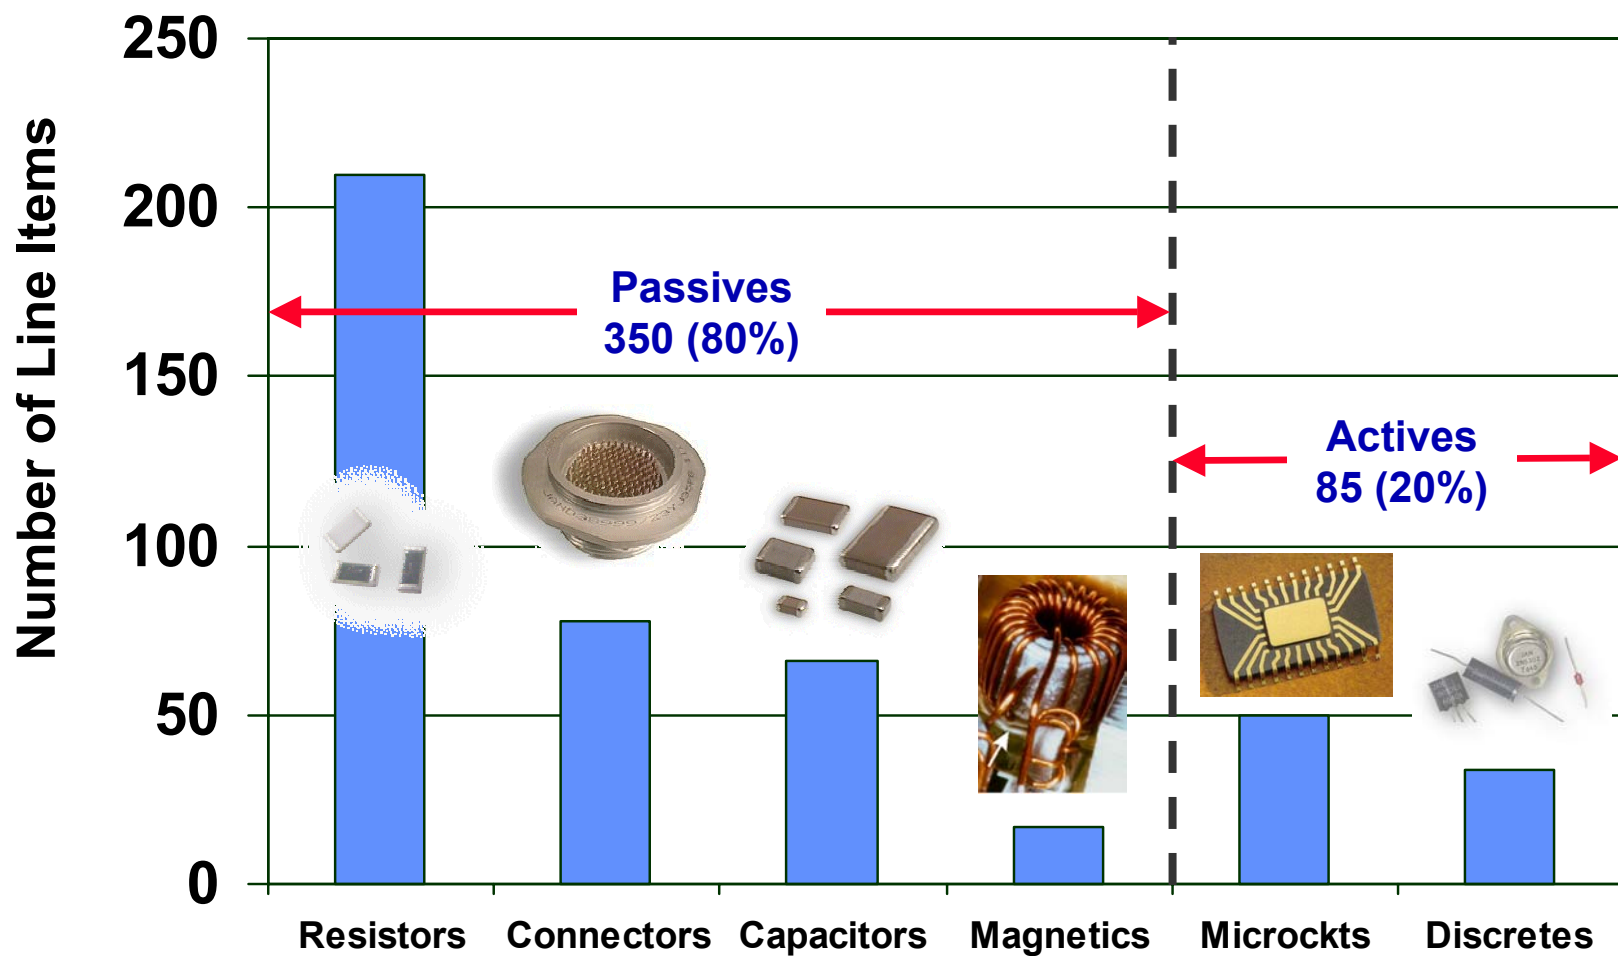 Number of Line Items
250
200
150
100
50
0
Passives
350 (80%)
Actives
85 (20%)
Resistors
Connectors
Capacitors
Magnetics
Microckts
Discretes